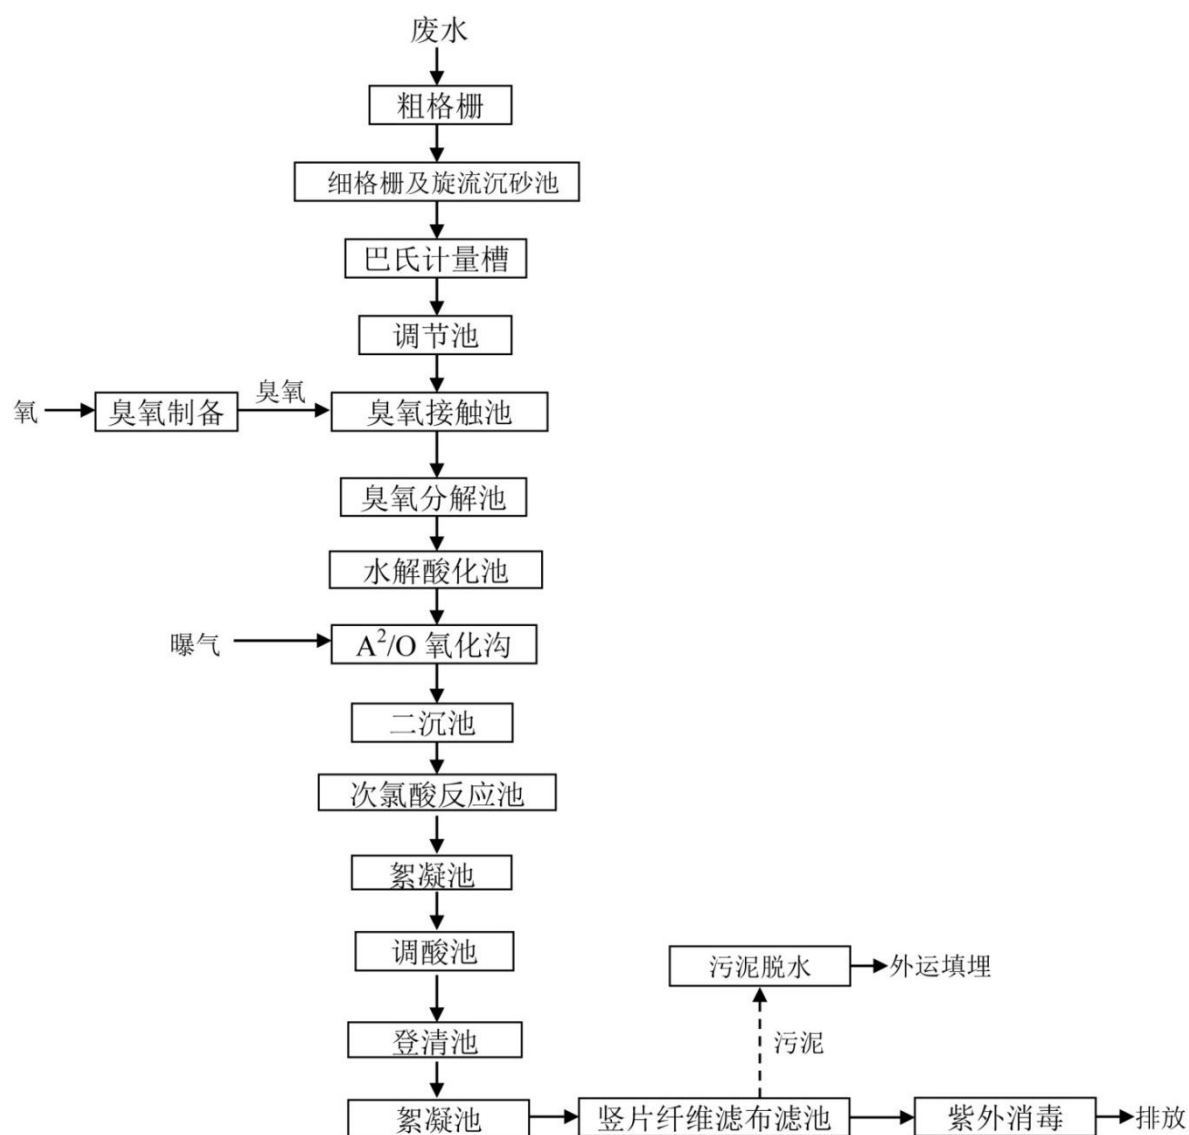 废水
粗格栅
细格栅及旋流沉砂池
巴氏计量槽
调节池
氧
臭氧制备
臭氧
臭氧接触池
臭氧分解池
水解酸化池
曝气
A²/O 氧化沟
二沉池
次氯酸反应池
絮凝池
调酸池
污泥脱水
外运填埋
登清池
污泥
絮凝池
竖片纤维滤布滤池
紫外消毒
排放